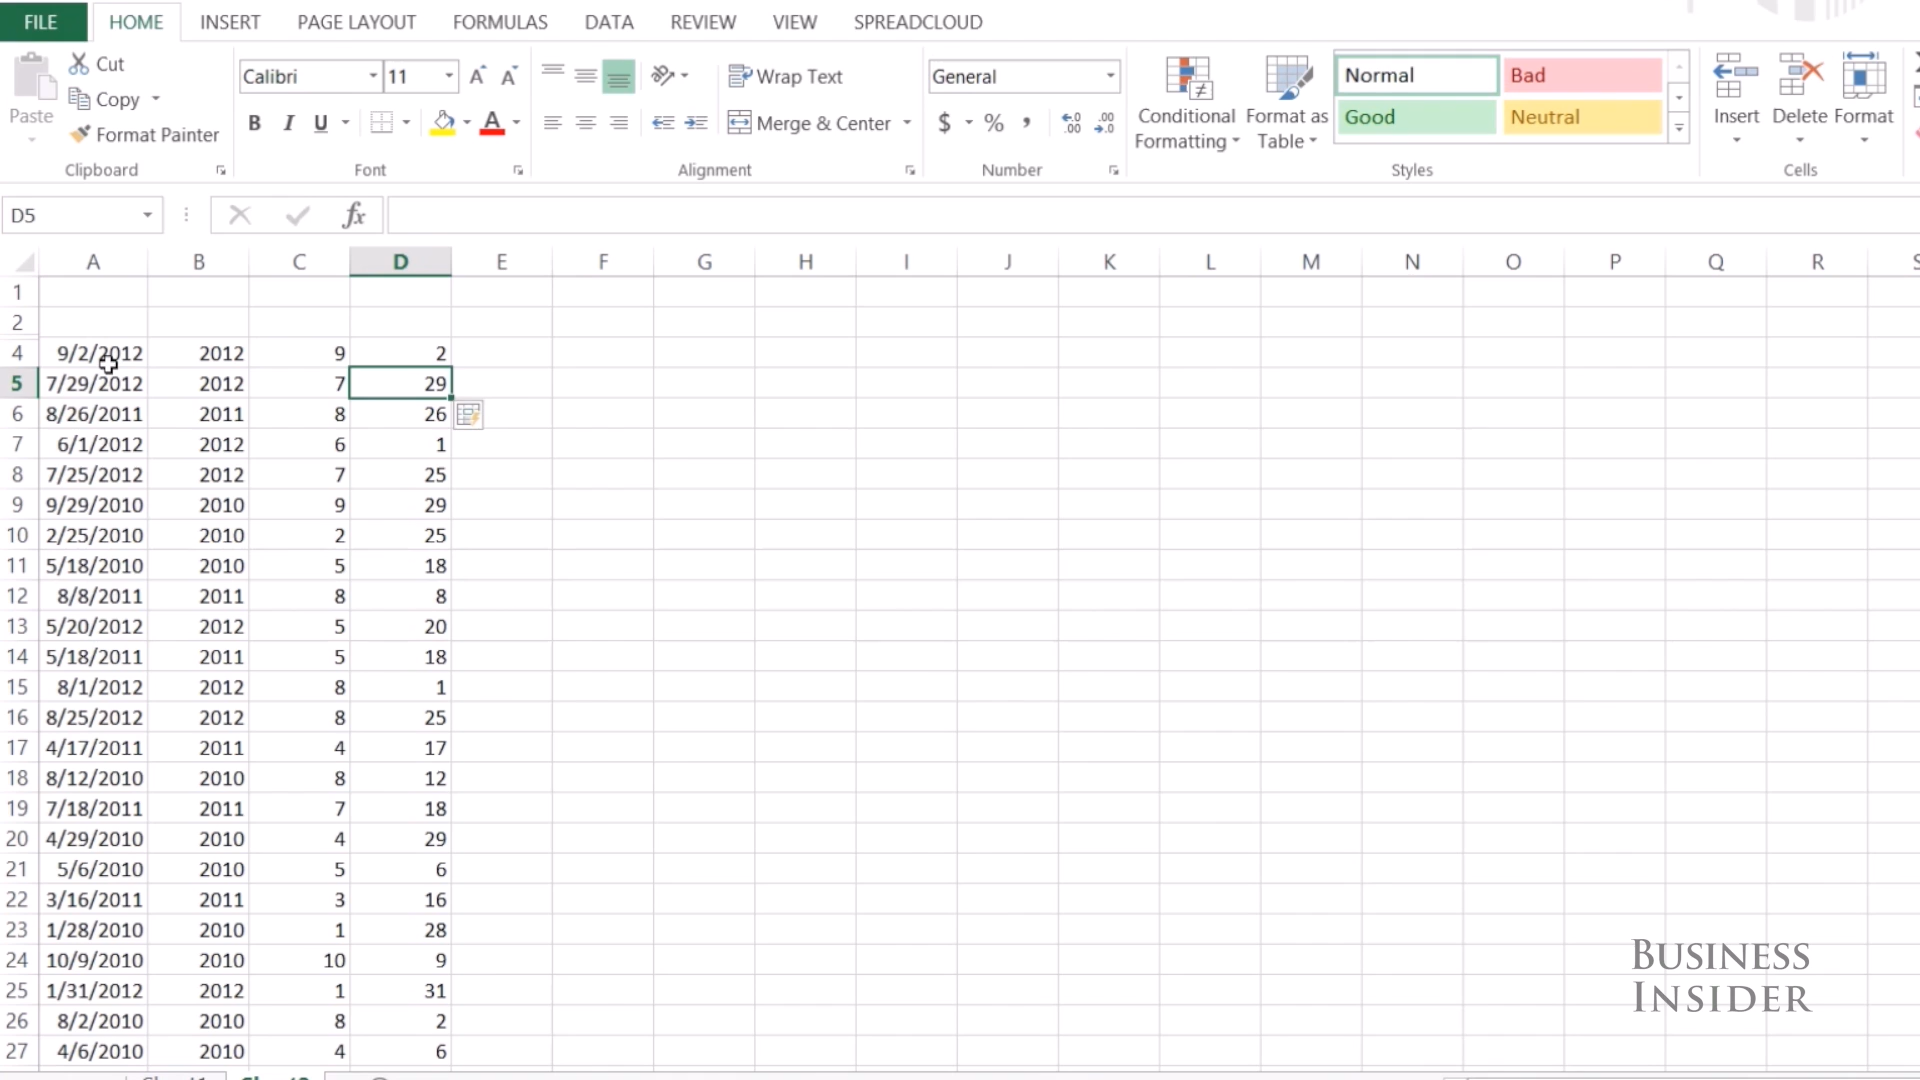 FILE HOME INSERT PAGE LAYOUT FORMULAS DATA REVIEW VIEW SPREADCLOUD
Paste
Cut
Copy
Format Painter
Clipboard
Calibri 11
B I U
Font
Wrap Text
Merge & Center
Alignment
General
$ % ,
Number
Conditional Formatting
Format as Table
Normal Bad
Good Neutral
Styles
Insert Delete Format
Cells
D5 fx
A B C D E F G H I J K L M N O P Q R
1
2
4 9/2/2012 2012 9 2
5 7/29/2012 2012 7 29
6 8/26/2011 2011 8 26
7 6/1/2012 2012 6 1
8 7/25/2012 2012 7 25
9 9/29/2010 2010 9 29
10 2/25/2010 2010 2 25
11 5/18/2010 2010 5 18
12 8/8/2011 2011 8 8
13 5/20/2012 2012 5 20
14 5/18/2011 2011 5 18
15 8/1/2012 2012 8 1
16 8/25/2012 2012 8 25
17 4/17/2011 2011 4 17
18 8/12/2010 2010 8 12
19 7/18/2011 2011 7 18
20 4/29/2010 2010 4 29
21 5/6/2010 2010 5 6
22 3/16/2011 2011 3 16
23 1/28/2010 2010 1 28
24 10/9/2010 2010 10 9
25 1/31/2012 2012 1 31
26 8/2/2010 2010 8 2
27 4/6/2010 2010 4 6
BUSINESS
INSIDER